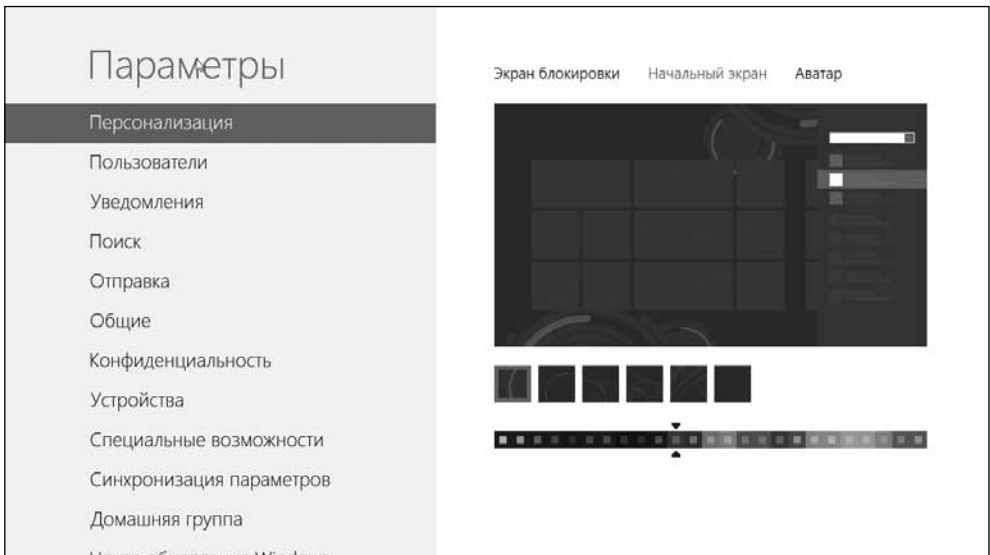 Параметры
Персонализация
Пользователи
Уведомления
Поиск
Отправка
Общие
Конфиденциальность
Устройства
Специальные возможности
Синхронизация параметров
Домашняя группа
Экран блокировки Начальный экран Аватар